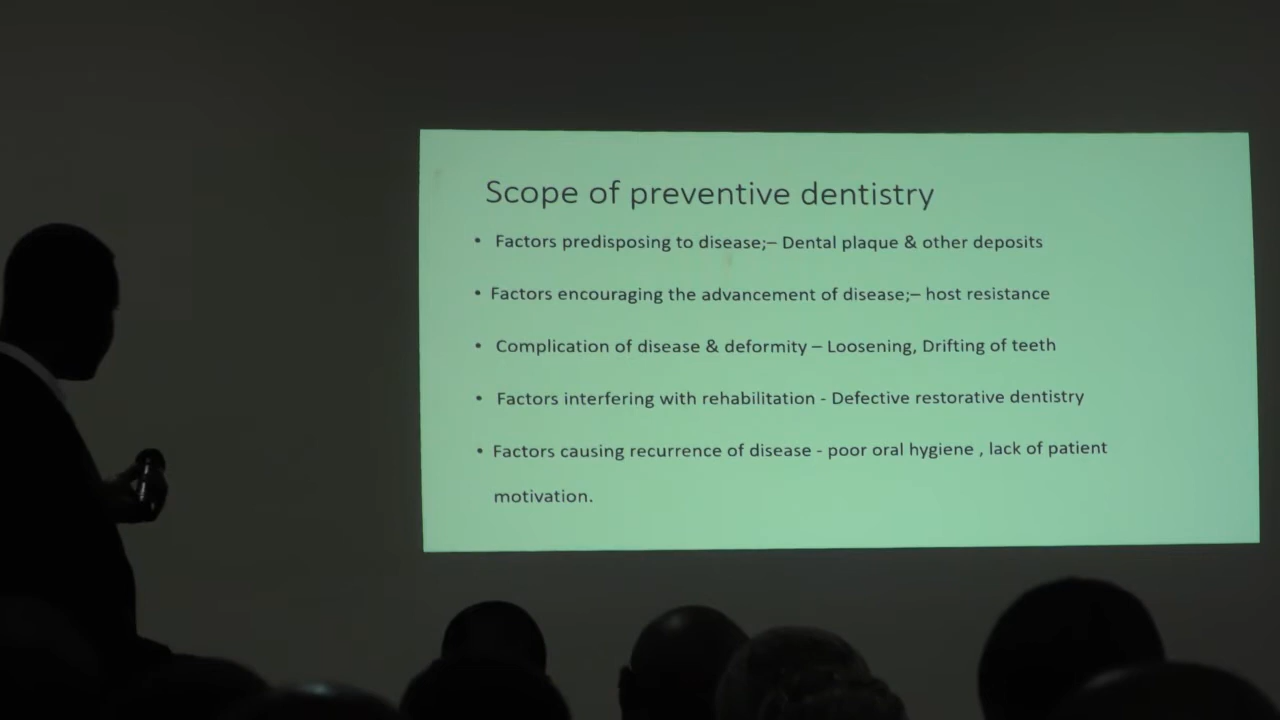 Scope of preventive dentistry
• Factors predisposing to disease;– Dental plaque & other deposits
• Factors encouraging the advancement of disease;– host resistance
• Complication of disease & deformity – Loosening, Drifting of teeth
• Factors interfering with rehabilitation - Defective restorative dentistry
• Factors causing recurrence of disease - poor oral hygiene , lack of patient
motivation.